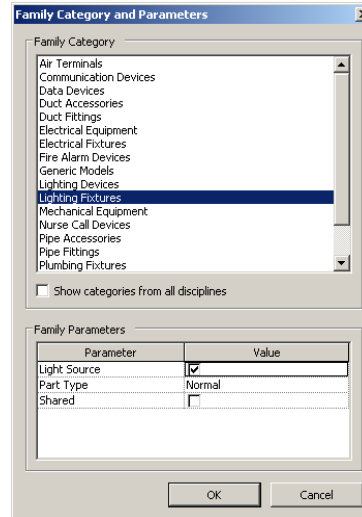 Family Category and Parameters
Family Category
Air Terminals
Communication Devices
Data Devices
Duct Accessories
Duct Fittings
Electrical Equipment
Electrical Fixtures
Fire Alarm Devices
Generic Models
Lighting Devices
Lighting Fixtures
Mechanical Equipment
Nurse Call Devices
Pipe Accessories
Pipe Fittings
Plumbing Fixtures
Show categories from all disciplines
Family Parameters
Parameter Value
Light Source
Part Type Normal
Shared
OK Cancel